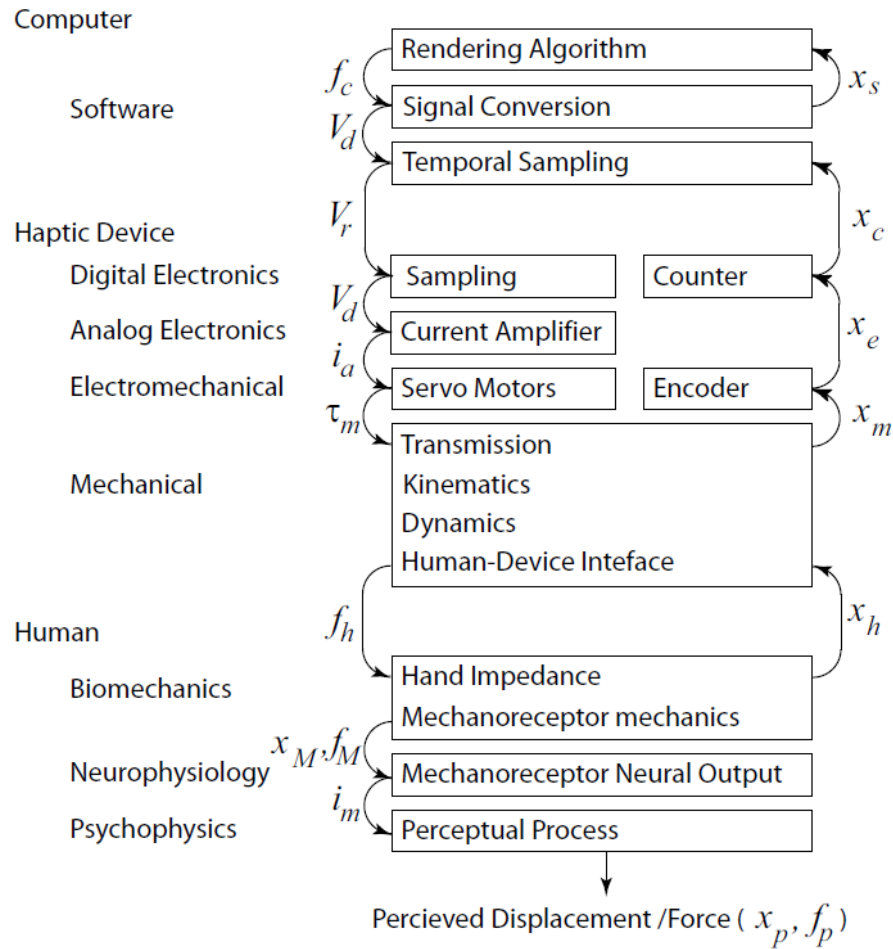 Computer
Rendering Algorithm
f_c
x_s
Software
Signal Conversion
V_d
Temporal Sampling
V_r
x_c
Haptic Device
Digital Electronics
Sampling
Counter
V_d
Analog Electronics
Current Amplifier
x_e
i_a
Electromechanical
Servo Motors
Encoder
τ_m
x_m
Transmission
Mechanical
Kinematics
Dynamics
Human-Device Inteface
f_h
x_h
Human
Biomechanics
Hand Impedance
Mechanoreceptor mechanics
x_M, f_M
Neurophysiology
Mechanoreceptor Neural Output
i_m
Psychophysics
Perceptual Process
Percieved Displacement /Force ( x_p, f_p )